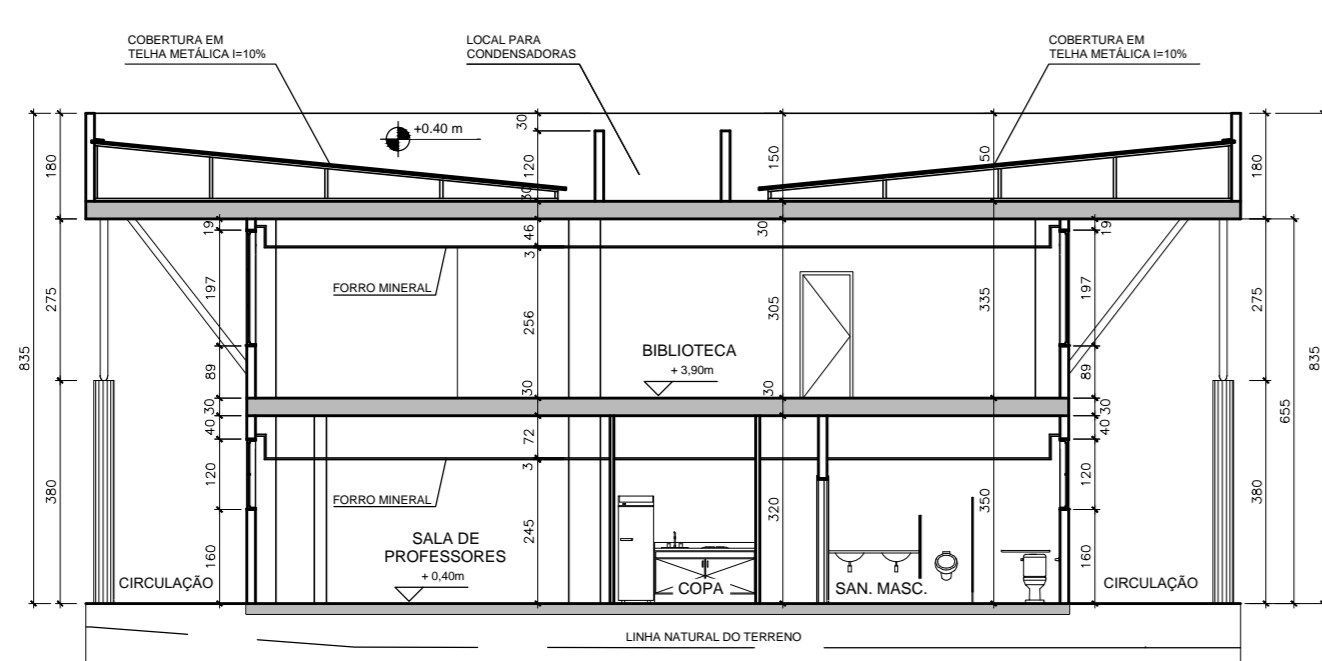 COBERTURA EM
TELHA METÁLICA I=10%
LOCAL PARA
CONDENSADORAS
COBERTURA EM
TELHA METÁLICA I=10%
+0.40 m
30
180
120
150
50
180
30
19
46
30
19
3
FORRO MINERAL
275
197
256
305
335
197
275
835
BIBLIOTECA
+ 3,90m
835
89
30
30
89
30
30
655
40
72
40
3
FORRO MINERAL
380
120
245
320
350
120
380
SALA DE
PROFESSORES
+ 0,40m
160
160
CIRCULAÇÃO
COPA
SAN. MASC.
CIRCULAÇÃO
LINHA NATURAL DO TERRENO